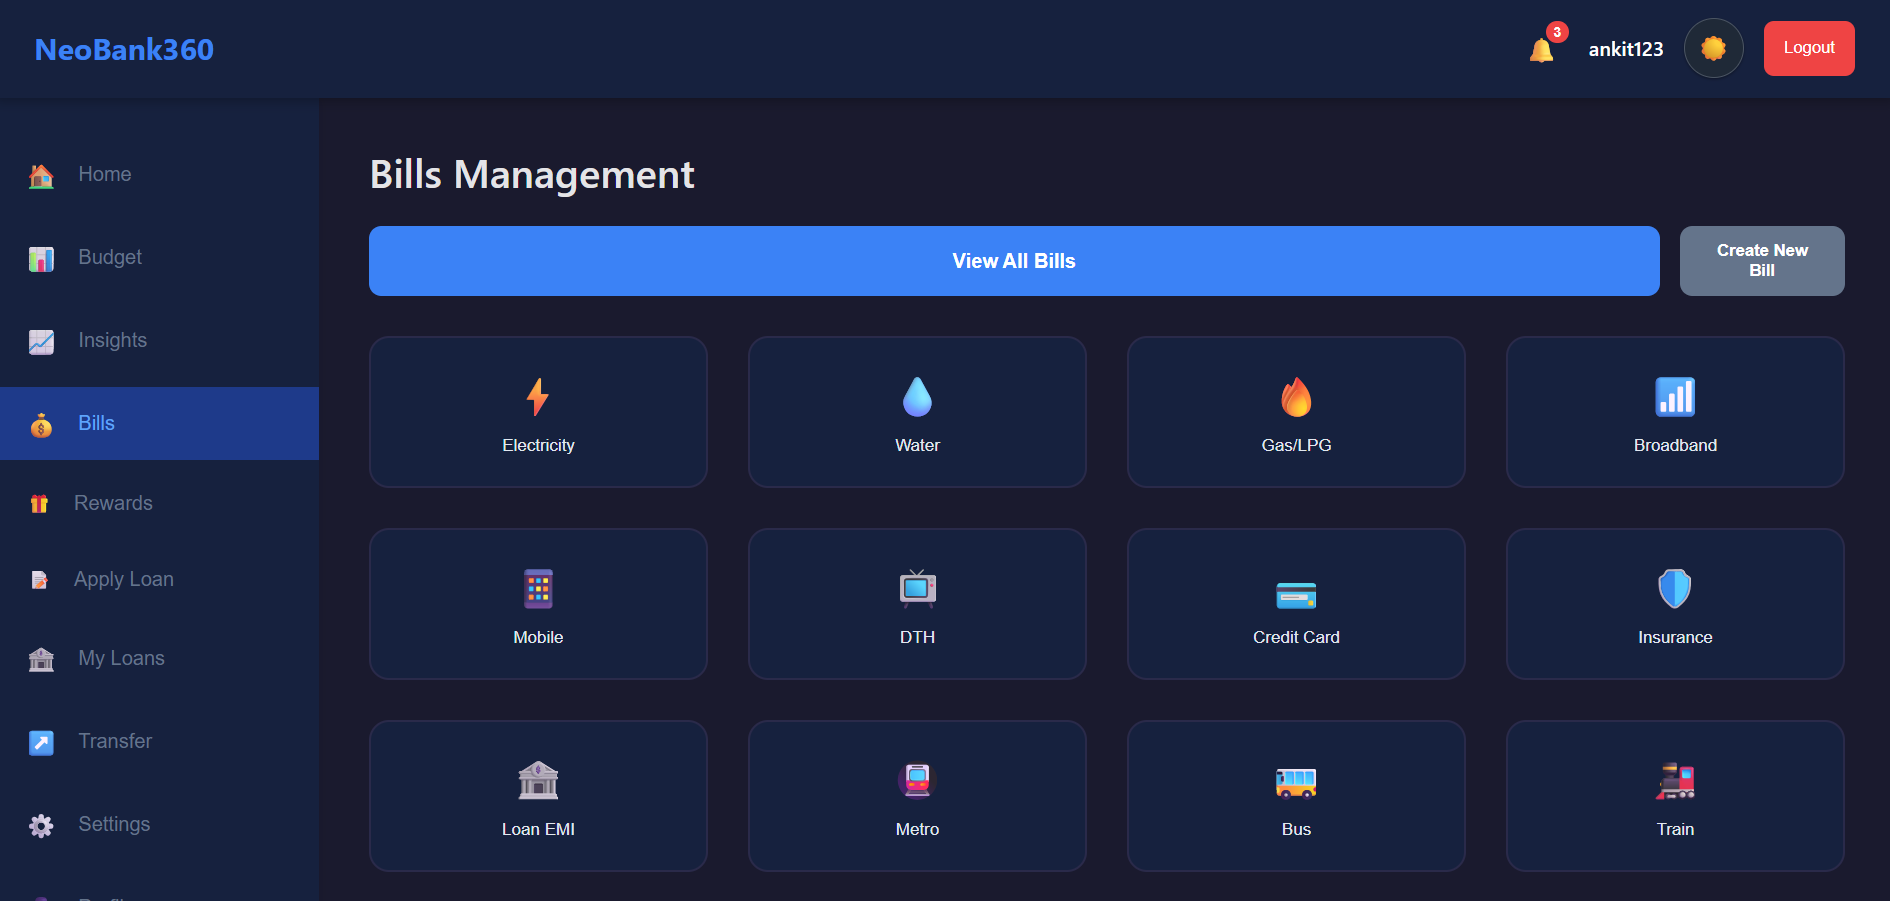 NeoBank360
3
ankit123
Logout
Home
Budget
Insights
Bills
Rewards
Apply Loan
My Loans
Transfer
Settings
Bills Management
View All Bills
Create New
Bill
Electricity
Water
Gas/LPG
Broadband
Mobile
DTH
Credit Card
Insurance
Loan EMI
Metro
Bus
Train